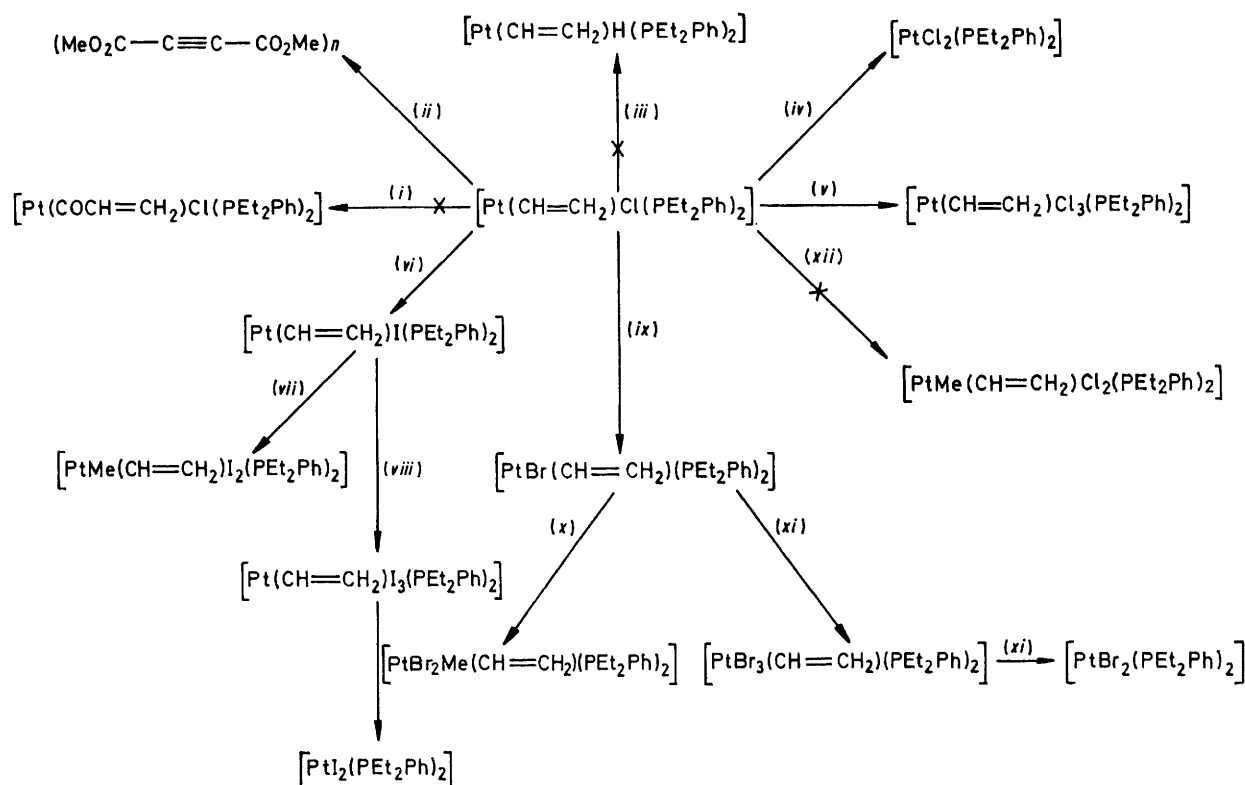 (MeO₂C—C≡C—CO₂Me)n
[Pt(CH=CH₂)H(PEt₂Ph)₂]
[PtCl₂(PEt₂Ph)₂]
(ii)
(iii)
(iv)
[Pt(COCH=CH₂)Cl(PEt₂Ph)₂]
(i)
[Pt(CH=CH₂)Cl(PEt₂Ph)₂]
(v)
[Pt(CH=CH₂)Cl₃(PEt₂Ph)₂]
(vi)
(xii)
[Pt(CH=CH₂)I(PEt₂Ph)₂]
(ix)
(vii)
[PtMe(CH=CH₂)Cl₂(PEt₂Ph)₂]
[PtMe(CH=CH₂)I₂(PEt₂Ph)₂]
(viii)
[PtBr(CH=CH₂)(PEt₂Ph)₂]
(x)
(xi)
[Pt(CH=CH₂)I₃(PEt₂Ph)₂]
[PtBr₂Me(CH=CH₂)(PEt₂Ph)₂]
[PtBr₃(CH=CH₂)(PEt₂Ph)₂]
(xi)
[PtBr₂(PEt₂Ph)₂]
[PtI₂(PEt₂Ph)₂]